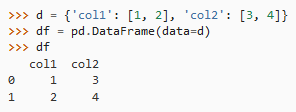 >>> d = {'col1': [1, 2], 'col2': [3, 4]}
>>> df = pd.DataFrame(data=d)
>>> df
   col1  col2
0     1     3
1     2     4